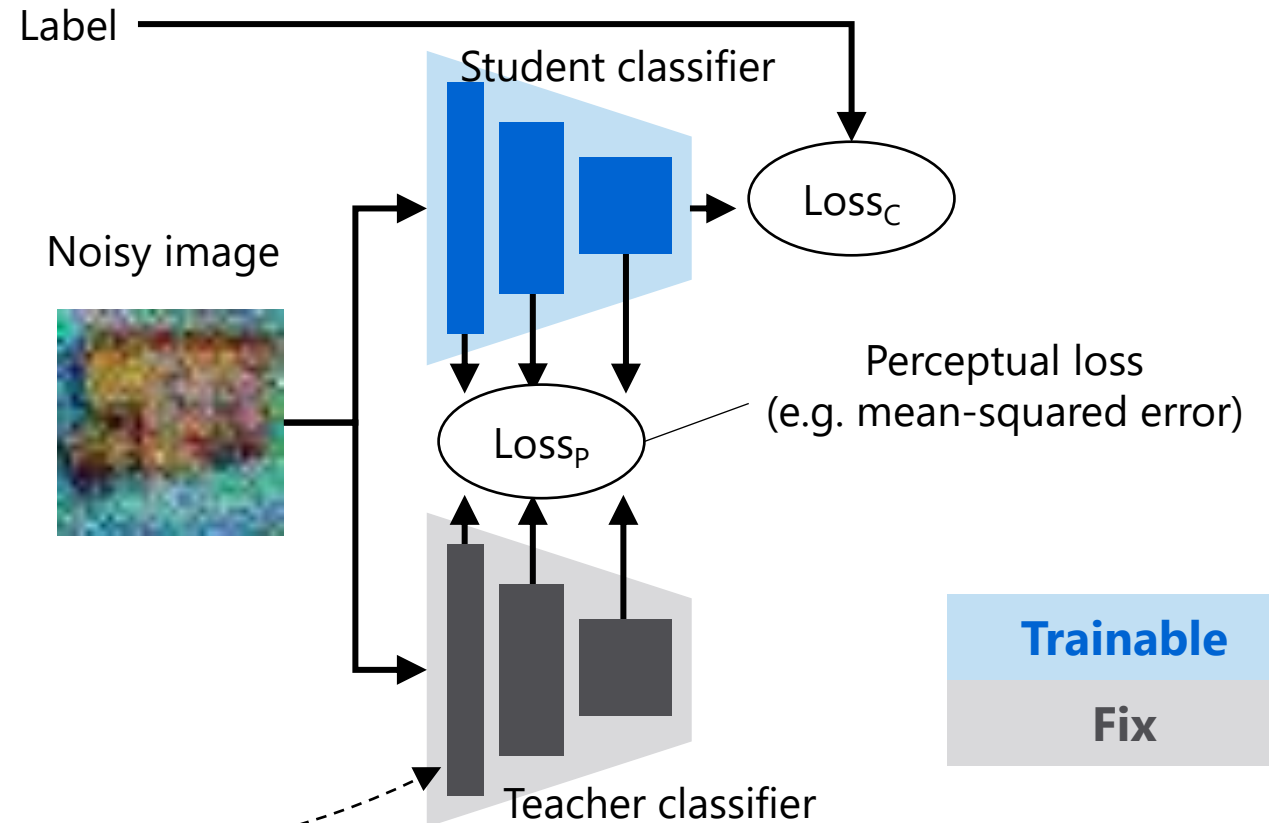 Label
Student classifier
Loss_C
Noisy image
Perceptual loss
(e.g. mean-squared error)
Loss_P
Trainable
Fix
Teacher classifier